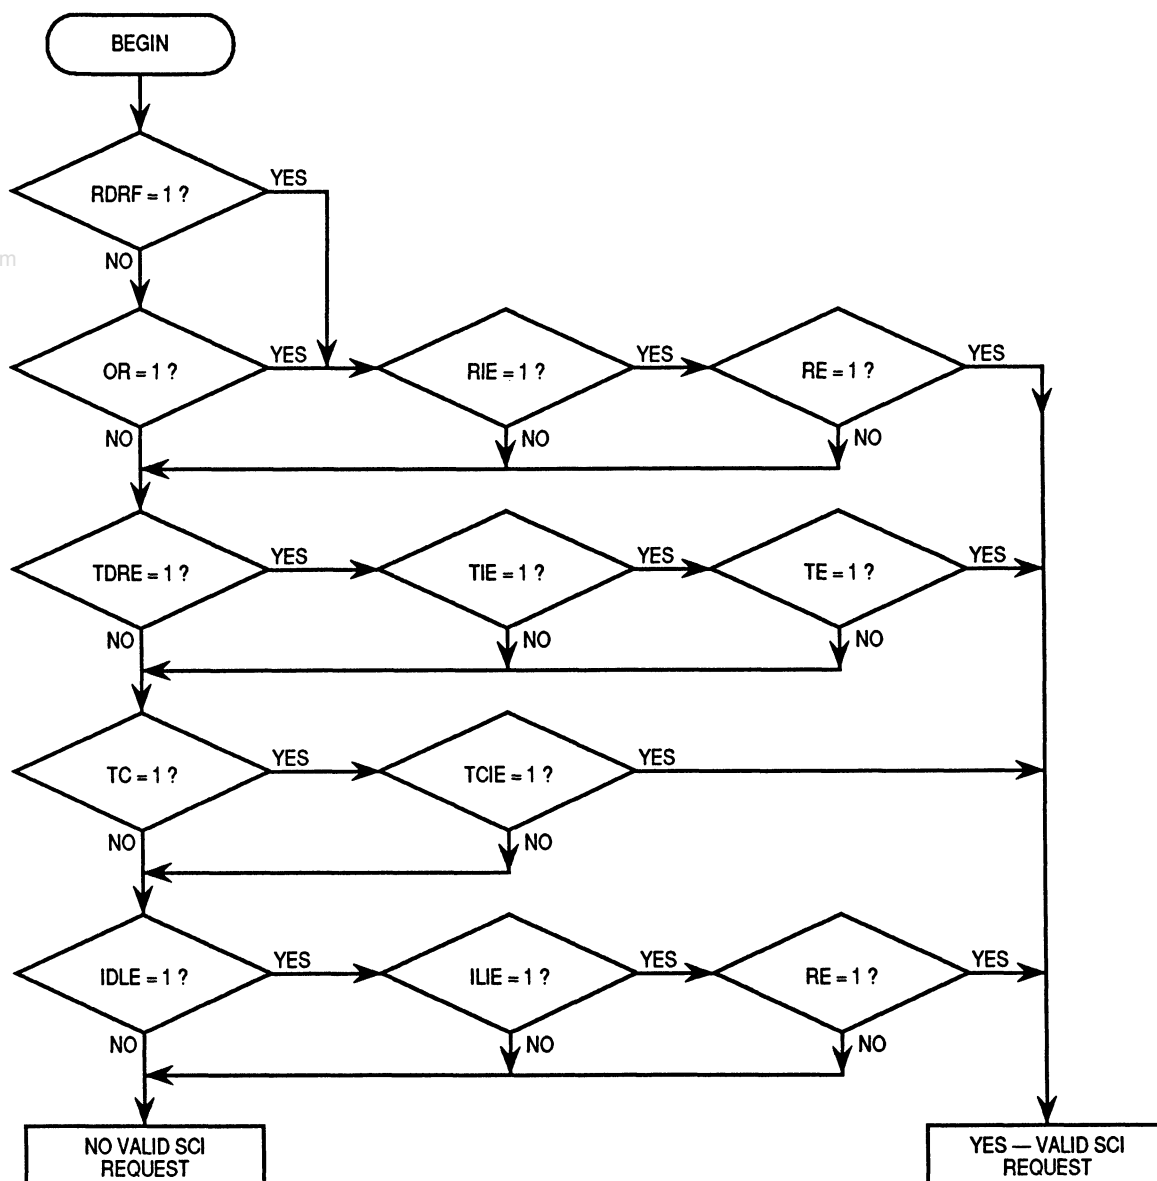 BEGIN
RDRF = 1 ?
YES
NO
m
OR = 1 ?
YES
RIE = 1 ?
YES
RE = 1 ?
YES
NO
NO
NO
TDRE = 1 ?
YES
TIE = 1 ?
YES
TE = 1 ?
YES
NO
NO
NO
TC = 1 ?
YES
TCIE = 1 ?
YES
NO
NO
IDLE = 1 ?
YES
ILIE = 1 ?
YES
RE = 1 ?
YES
NO
NO
NO
NO VALID SCI
REQUEST
YES — VALID SCI
REQUEST